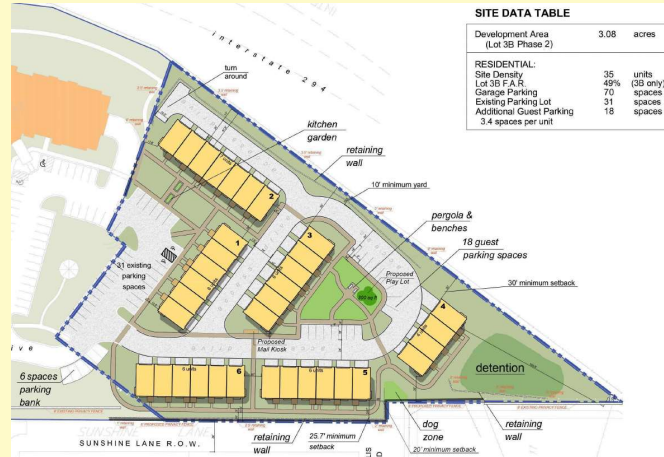 SITE DATA TABLE
Development Area 3.08 acres
(Lot 3B Phase 2)
RESIDENTIAL:
Site Density 35 units
Lot 3B F.A.R. 49% (3B only)
Garage Parking 70 spaces
Existing Parking Lot 31 spaces
Additional Guest Parking 18 spaces
3.4 spaces per unit
interstate 294
turn
around
kitchen
garden
retaining
wall
10' minimum yard
pergola &
benches
18 guest
parking spaces
30' minimum setback
2
1
3
4
31 existing
parking
spaces
Proposed
Play Lot
Proposed
Mail Kiosk
ive
6 spaces
parking
bank
6
6 units
5
6 units
detention
SUNSHINE LANE R.O.W.
retaining
wall
25.7' minimum
setback
dog
zone
20' minimum setback
retaining
wall